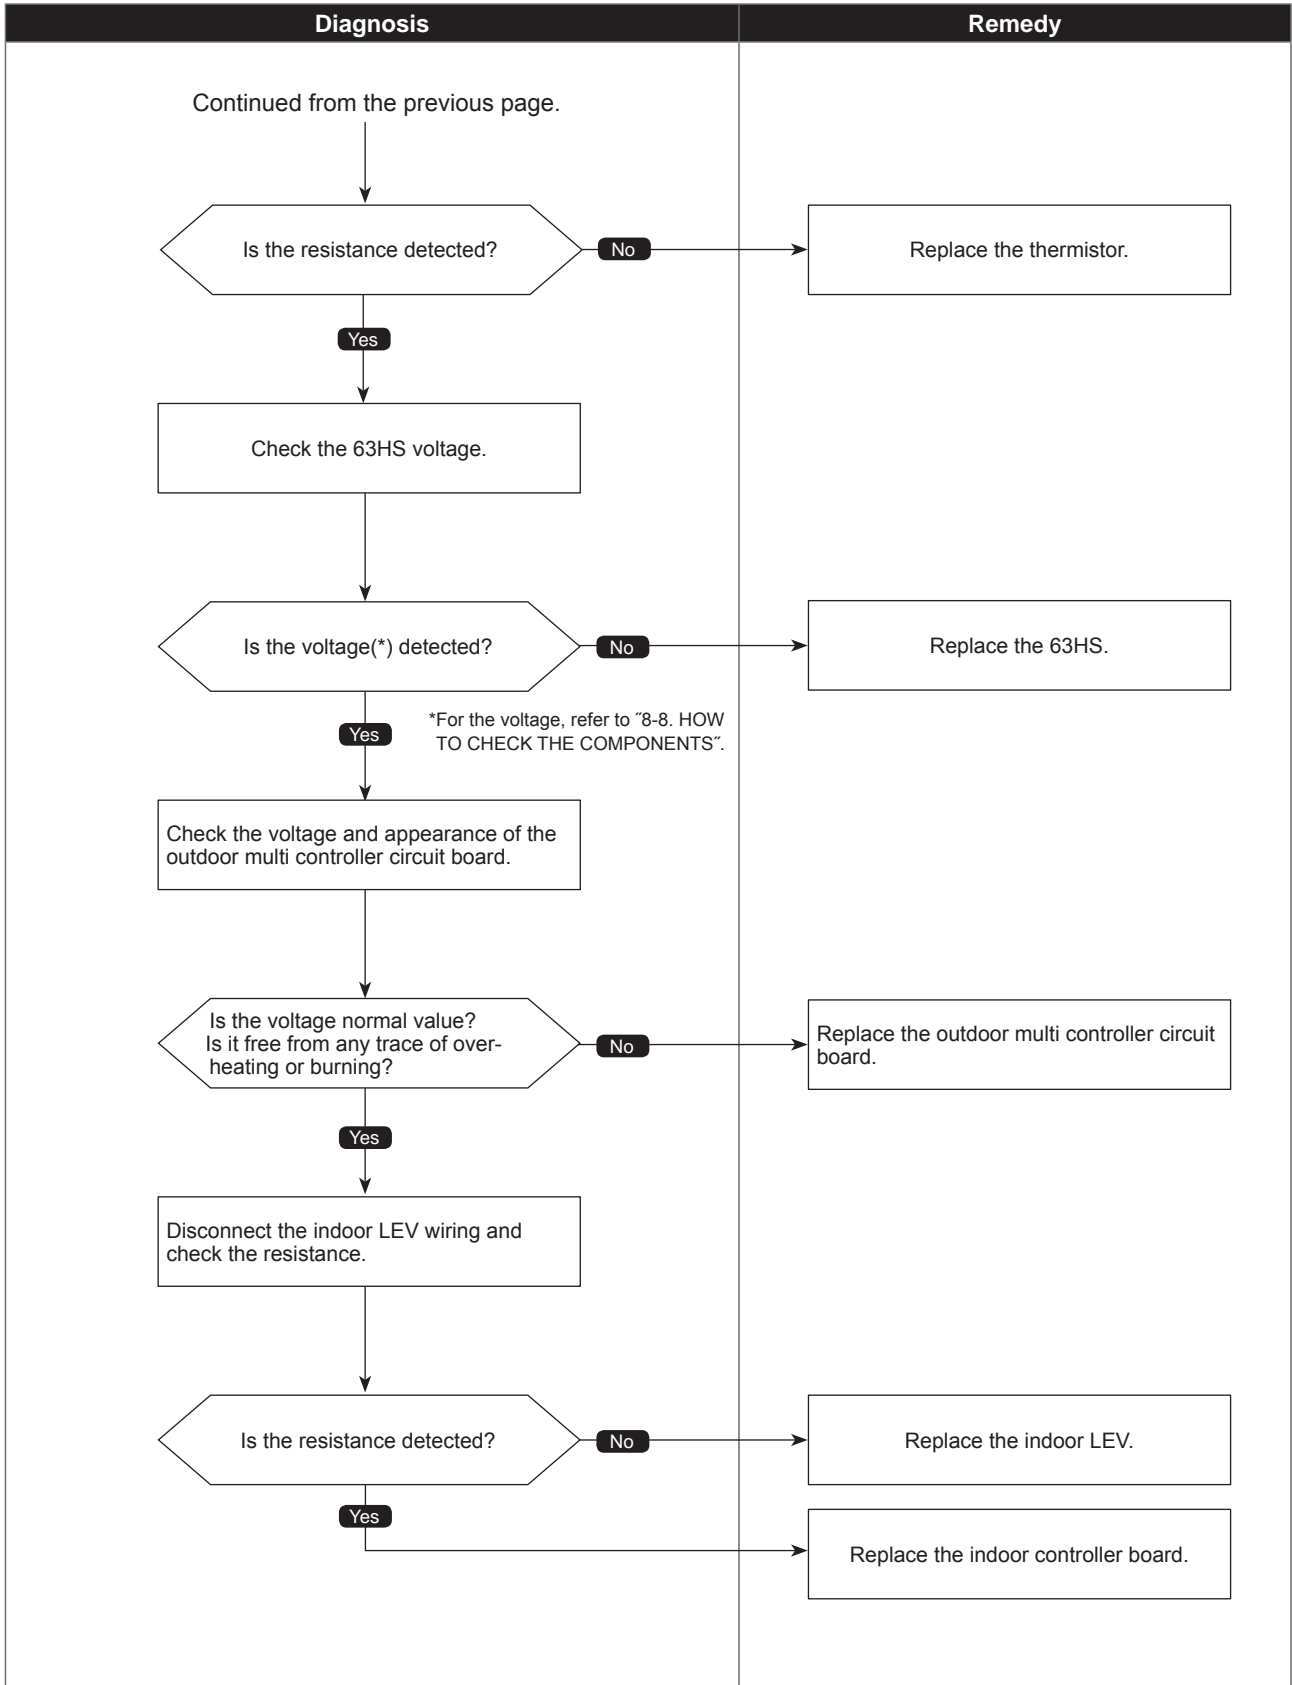 Diagnosis
Remedy
Continued from the previous page.
Is the resistance detected?
No
Replace the thermistor.
Yes
Check the 63HS voltage.
Is the voltage(*) detected?
No
Replace the 63HS.
Yes
*For the voltage, refer to ˝8-8. HOW
TO CHECK THE COMPONENTS˝.
Check the voltage and appearance of the
outdoor multi controller circuit board.
Is the voltage normal value?
Is it free from any trace of over-
heating or burning?
No
Replace the outdoor multi controller circuit
board.
Yes
Disconnect the indoor LEV wiring and
check the resistance.
Is the resistance detected?
No
Replace the indoor LEV.
Yes
Replace the indoor controller board.